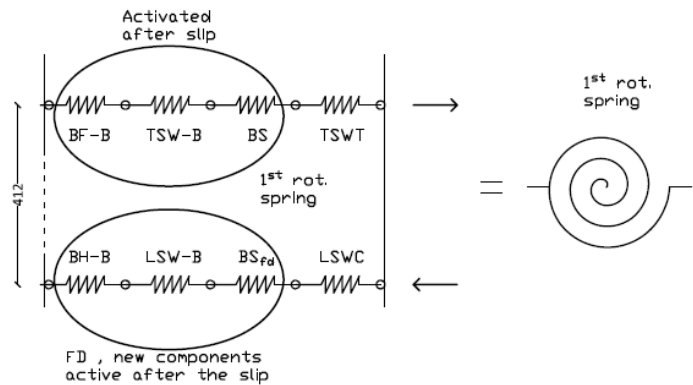 Activated
after slip
BF-B TSW-B BS TSWT
412
1st rot.
spring
BH-B LSW-B BSfd LSWC
FD , new components
active after the slip
=
1st rot.
spring